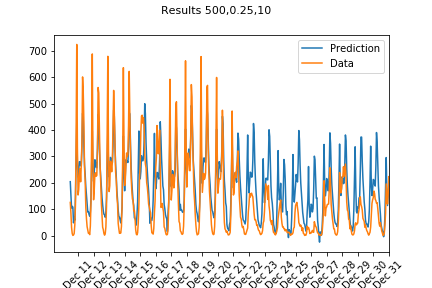 Results 500,0.25,10
Prediction
Data
700
600
500
400
300
200
100
0
Dec 11
Dec 12
Dec 13
Dec 14
Dec 15
Dec 16
Dec 17
Dec 18
Dec 19
Dec 20
Dec 21
Dec 22
Dec 23
Dec 24
Dec 25
Dec 26
Dec 27
Dec 28
Dec 29
Dec 30
Dec 31